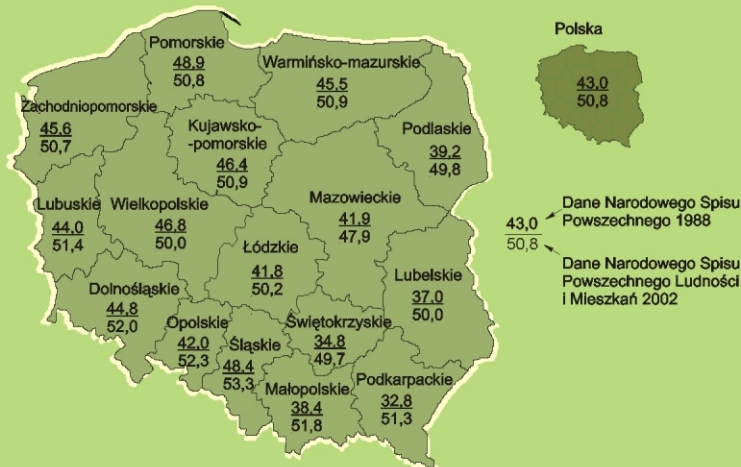 Pomorskie
48,9
50,8
Warmińsko-mazurskie
45,5
50,9
Zachodniopomorskie
45,6
50,7
Kujawsko-
-pomorskie
46,4
50,9
Podlaskie
39,2
49,8
Lubuskie
44,0
51,4
Wielkopolskie
46,8
50,0
Mazowieckie
41,9
47,9
Łódzkie
41,8
50,2
Lubelskie
37,0
50,0
Dolnośląskie
44,8
52,0
Opolskie
42,0
52,3
Śląskie
48,4
53,3
Świętokrzyskie
34,8
49,7
Małopolskie
38,4
51,8
Podkarpackie
32,8
51,3
Polska
43,0
50,8
43,0
50,8
Dane Narodowego Spisu
Powszechnego 1988
Dane Narodowego Spisu
Powszechnego Ludności
i Mieszkań 2002